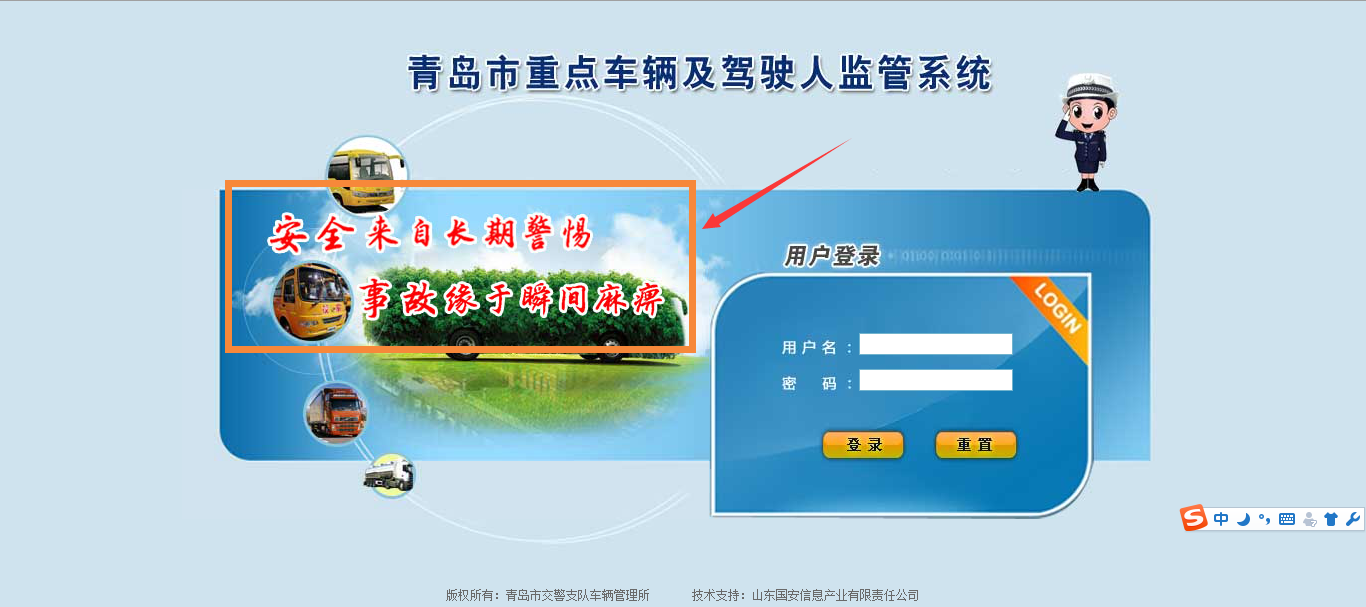 青岛市重点车辆及驾驶人监管系统
安全来自长期警惕
事故缘于瞬间麻痹
用户登录
LOGIN
用户名：
密 码：
登录 重置
中
版权所有：青岛市交警支队车辆管理所 技术支持：山东国安信息产业有限责任公司